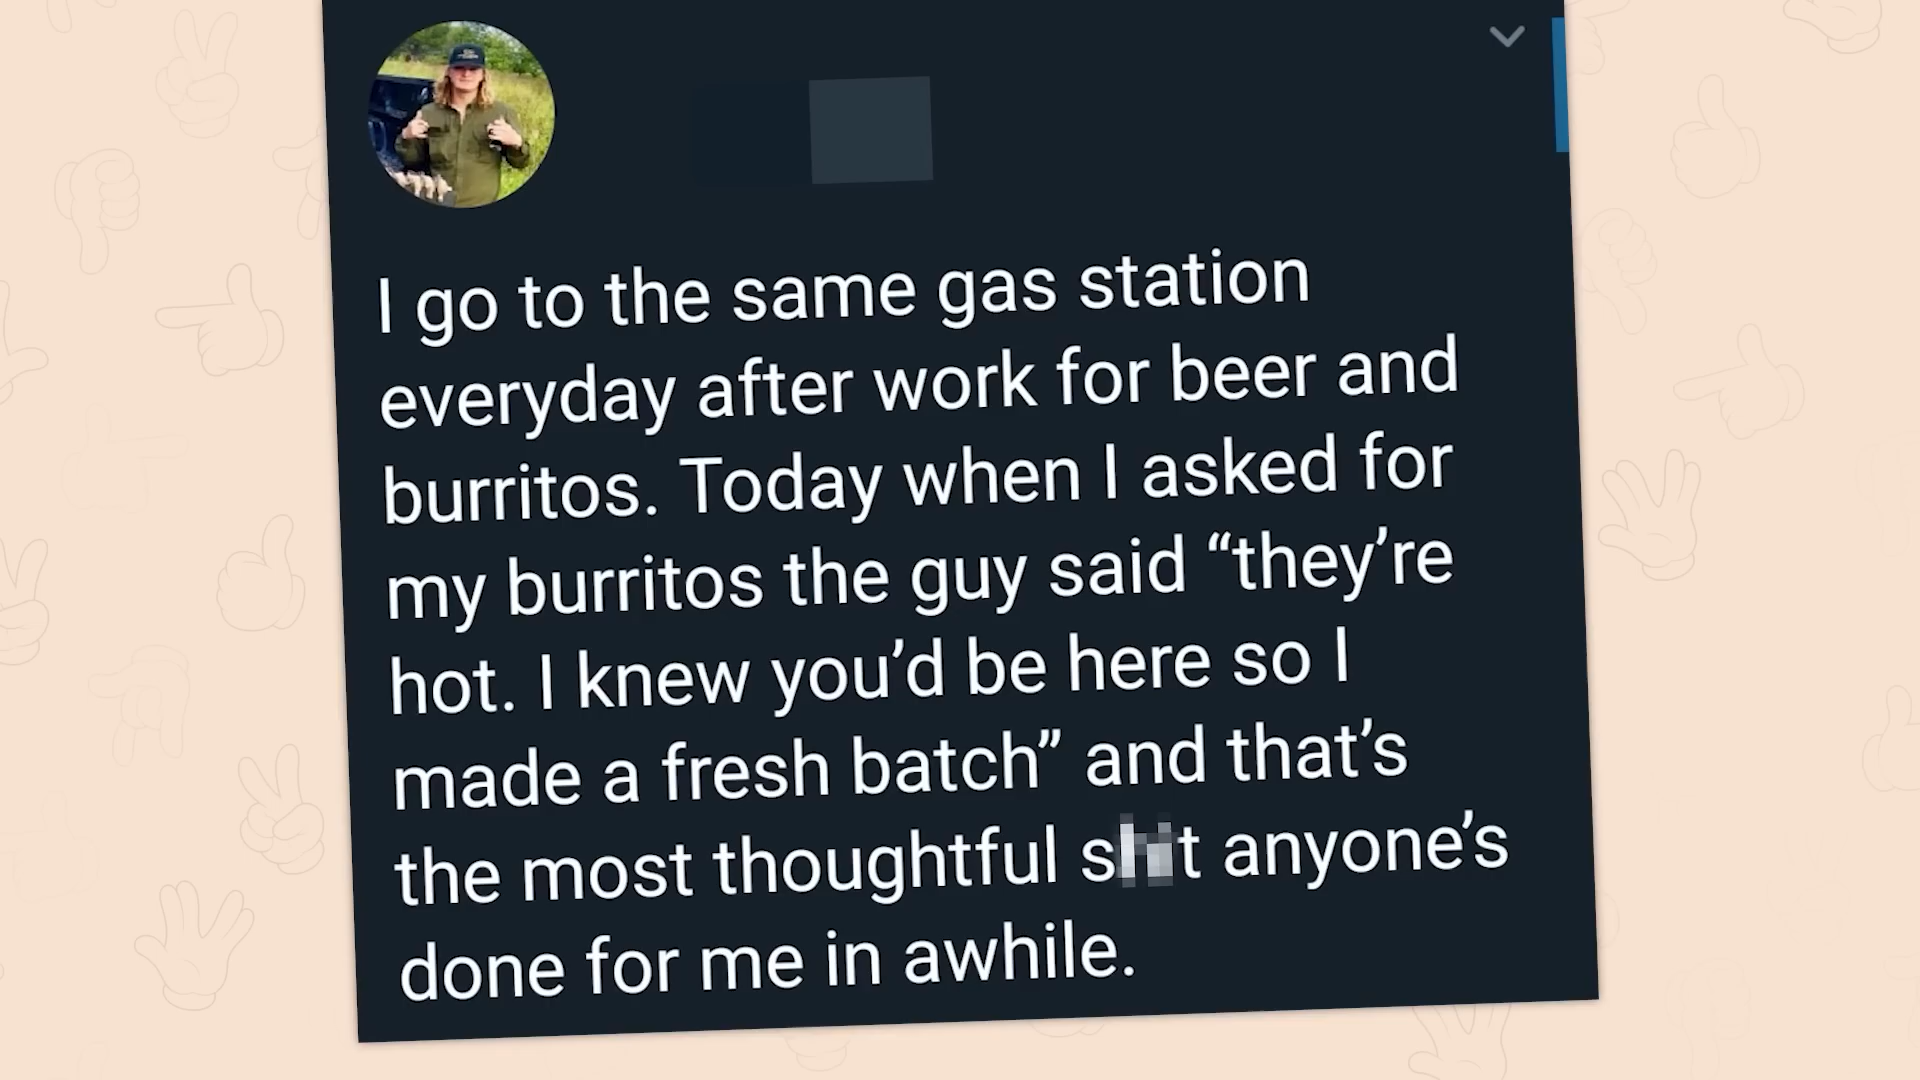 I go to the same gas station
everyday after work for beer and
burritos. Today when I asked for
my burritos the guy said “they’re
hot. I knew you’d be here so I
made a fresh batch” and that’s
the most thoughtful anyone’s
done for me in awhile.